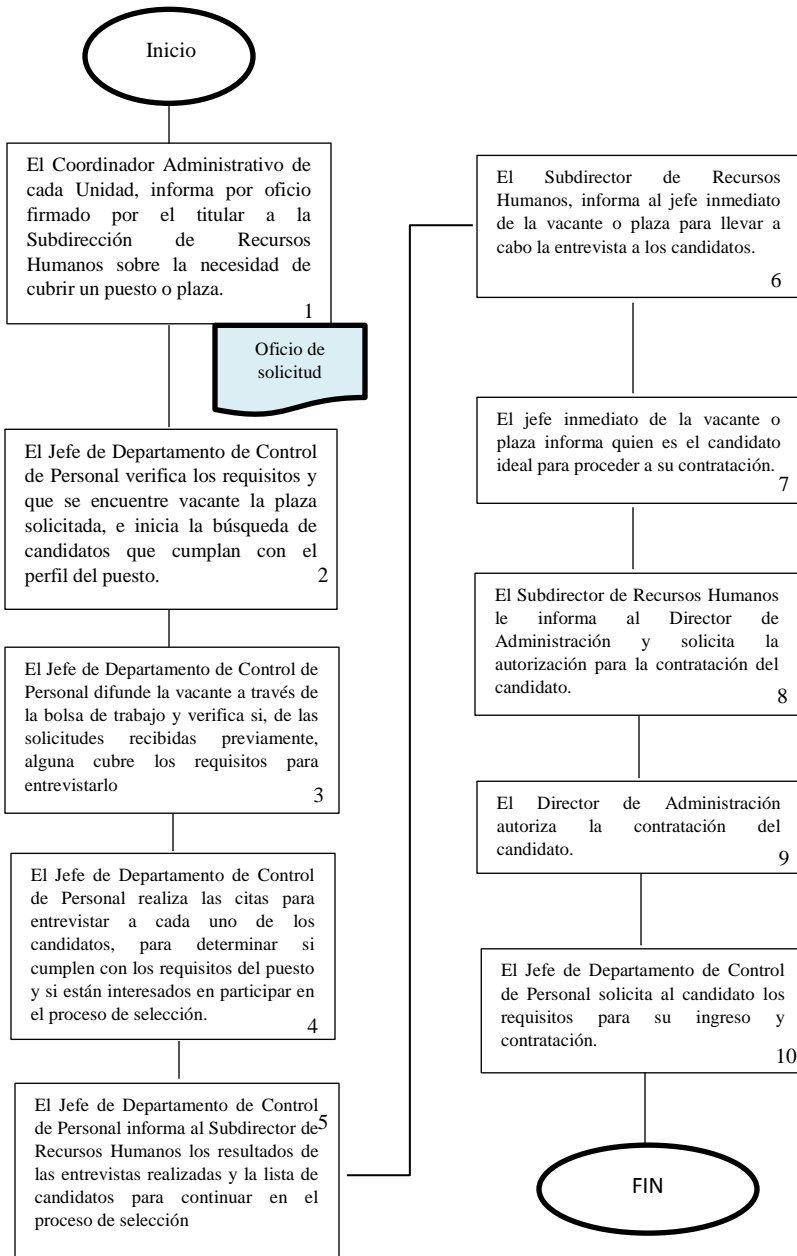 Inicio
El Coordinador Administrativo de
cada Unidad, informa por oficio
firmado por el titular a la
Subdirección de Recursos
Humanos sobre la necesidad de
cubrir un puesto o plaza.
1
Oficio de
solicitud
El Jefe de Departamento de Control
de Personal verifica los requisitos y
que se encuentre vacante la plaza
solicitada, e inicia la búsqueda de
candidatos que cumplan con el
perfil del puesto.
2
El Jefe de Departamento de Control de
Personal difunde la vacante a través de
la bolsa de trabajo y verifica si, de las
solicitudes recibidas previamente,
alguna cubre los requisitos para
entrevistarlo
3
El Jefe de Departamento de Control
de Personal realiza las citas para
entrevistar a cada uno de los
candidatos, para determinar si
cumplen con los requisitos del puesto
y si están interesados en participar en
el proceso de selección.
4
El Jefe de Departamento de Control
de Personal informa al Subdirector de
Recursos Humanos los resultados de
las entrevistas realizadas y la lista de
candidatos para continuar en el
proceso de selección
5
El Subdirector de Recursos
Humanos, informa al jefe inmediato
de la vacante o plaza para llevar a
cabo la entrevista a los candidatos.
6
El jefe inmediato de la vacante o
plaza informa quien es el candidato
ideal para proceder a su contratación.
7
El Subdirector de Recursos Humanos
le informa al Director de
Administración y solicita la
autorización para la contratación del
candidato.
8
El Director de Administración
autoriza la contratación del
candidato.
9
El Jefe de Departamento de Control
de Personal solicita al candidato los
requisitos para su ingreso y
contratación.
10
FIN